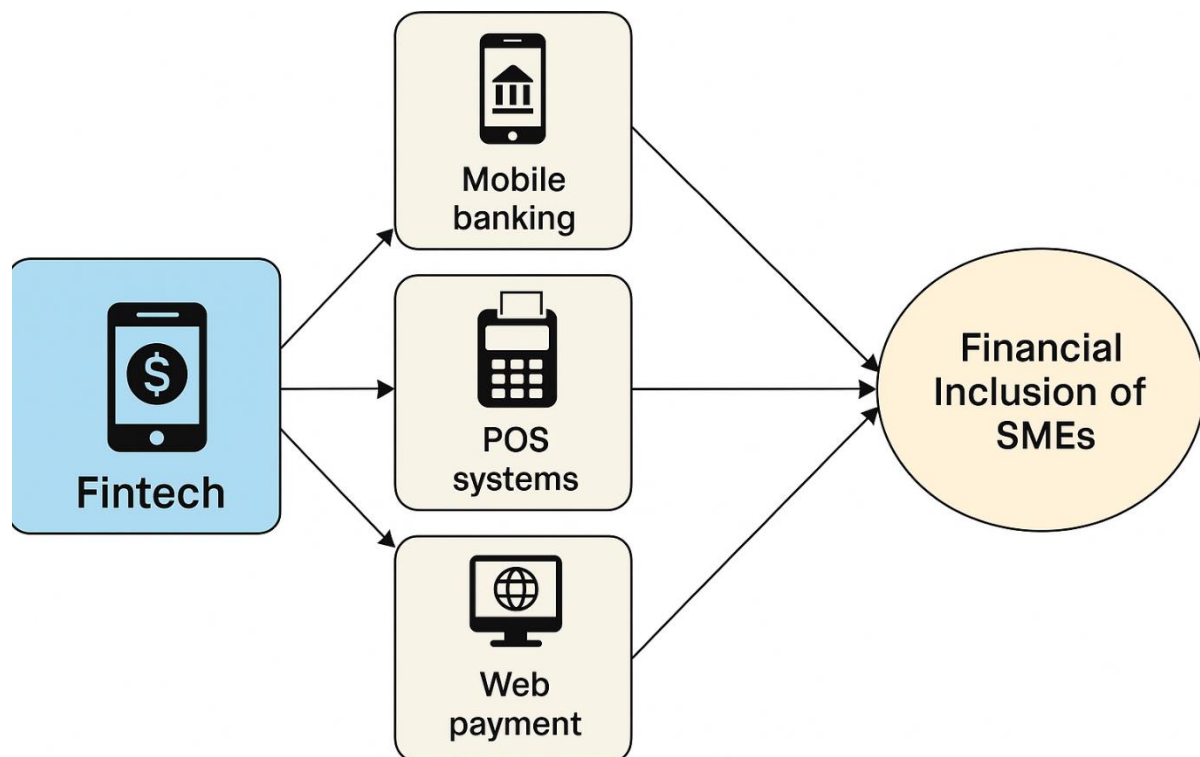 Mobile
banking
Fintech
$
POS
systems
Web
payment
Financial
Inclusion of
SMEs